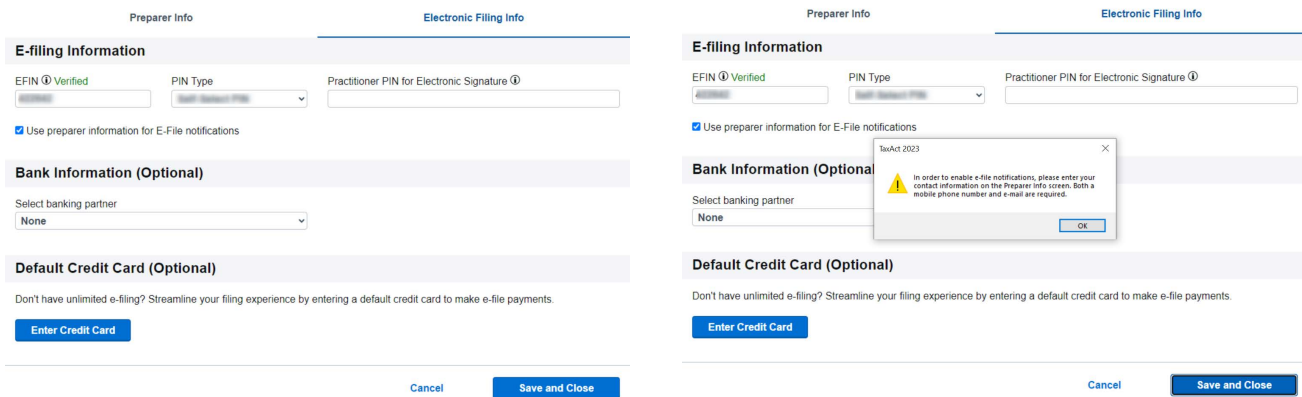 Preparer Info
Electronic Filing Info
E-filing Information
EFIN Verified
PIN Type
Practitioner PIN for Electronic Signature
Use preparer information for E-File notifications
Bank Information (Optional)
Select banking partner
None
Default Credit Card (Optional)
Don't have unlimited e-filing? Streamline your filing experience by entering a default credit card to make e-file payments.
Enter Credit Card
Cancel
Save and Close
Preparer Info
Electronic Filing Info
E-filing Information
EFIN Verified
PIN Type
Practitioner PIN for Electronic Signature
Use preparer information for E-File notifications
TaxAct 2023
In order to enable e-file notifications, please enter your
contact information on the Preparer Info screen. Both a
mobile phone number and e-mail are required.
OK
Bank Information (Optional
Select banking partner
None
Default Credit Card (Optional)
Don't have unlimited e-filing? Streamline your filing experience by entering a default credit card to make e-file payments.
Enter Credit Card
Cancel
Save and Close